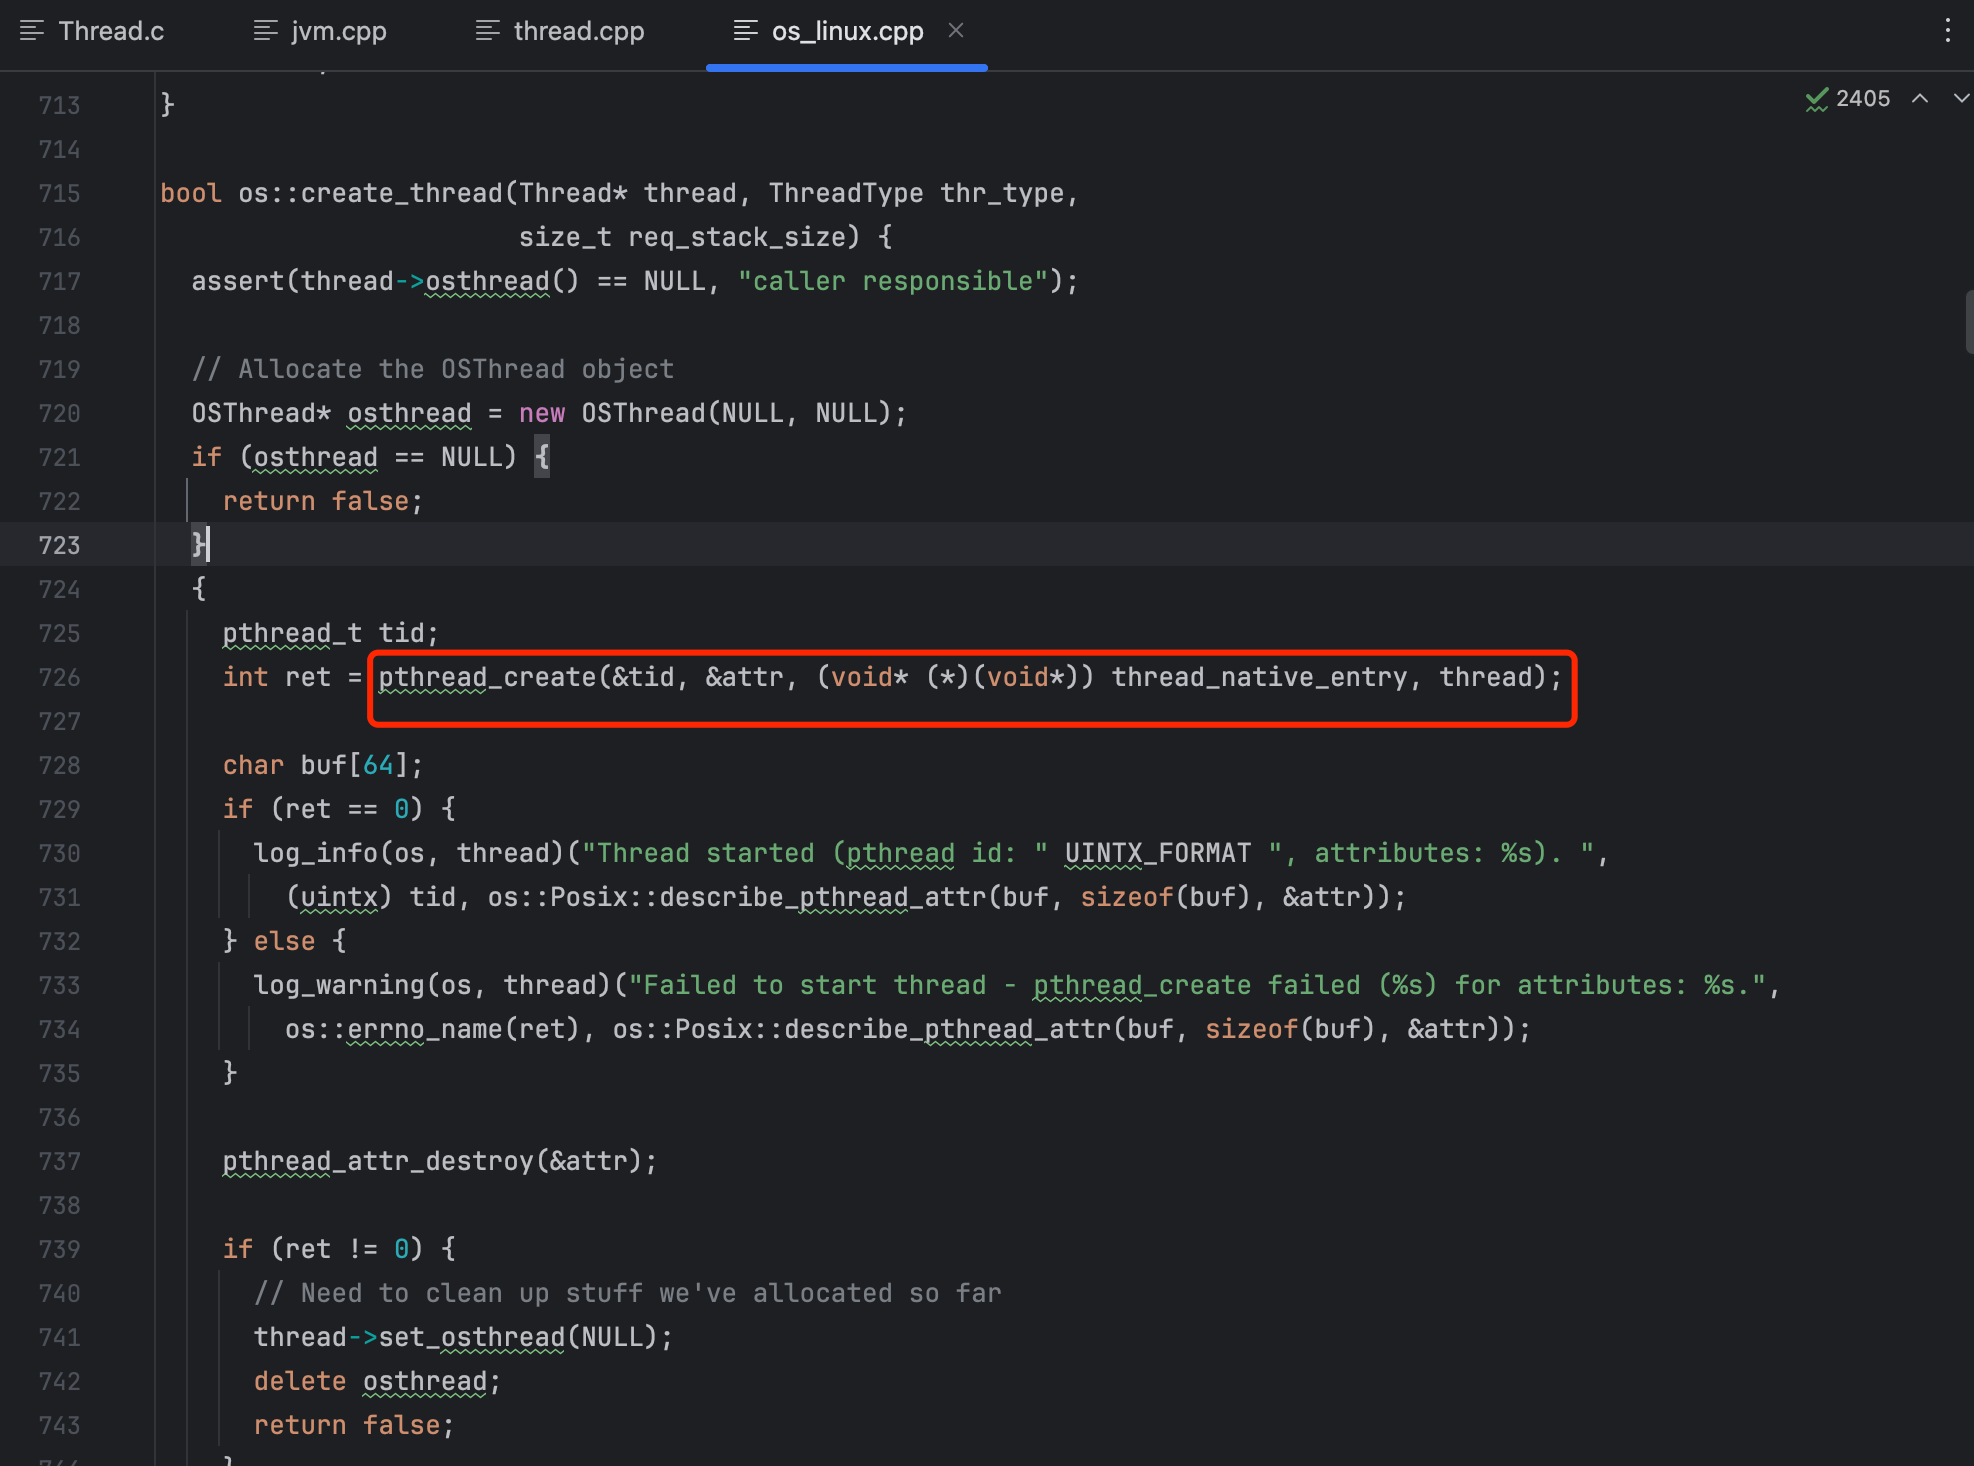 Thread.c jvm.cpp thread.cpp os_linux.cpp
2405
713 }
714
715 bool os::create_thread(Thread* thread, ThreadType thr_type,
716                        size_t req_stack_size) {
717   assert(thread->osthread() == NULL, "caller responsible");
718
719   // Allocate the OSThread object
720   OSThread* osthread = new OSThread(NULL, NULL);
721   if (osthread == NULL) {
722     return false;
723   }
724   {
725     pthread_t tid;
726     int ret = pthread_create(&tid, &attr, (void* (*)(void*)) thread_native_entry, thread);
727
728     char buf[64];
729     if (ret == 0) {
730       log_info(os, thread)("Thread started (pthread id: " UINTX_FORMAT ", attributes: %s). ",
731         (uintx) tid, os::Posix::describe_pthread_attr(buf, sizeof(buf), &attr));
732     } else {
733       log_warning(os, thread)("Failed to start thread - pthread_create failed (%s) for attributes: %s.",
734         os::errno_name(ret), os::Posix::describe_pthread_attr(buf, sizeof(buf), &attr));
735     }
736
737     pthread_attr_destroy(&attr);
738
739     if (ret != 0) {
740       // Need to clean up stuff we've allocated so far
741       thread->set_osthread(NULL);
742       delete osthread;
743       return false;